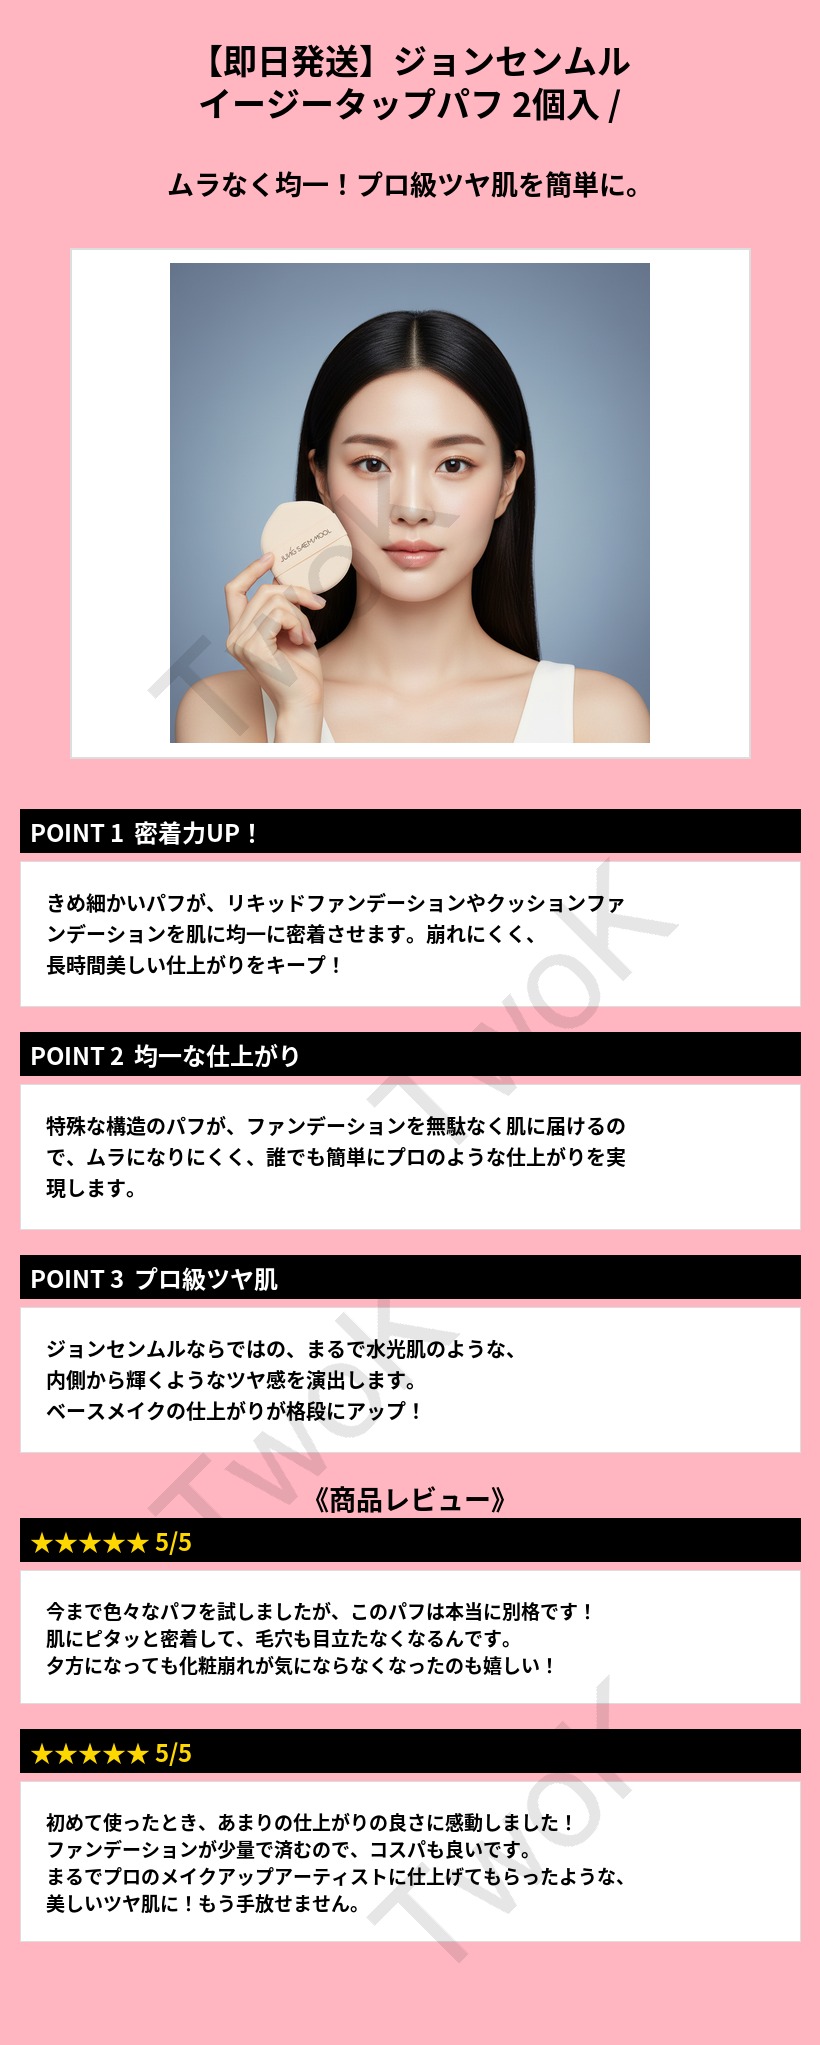 【即日発送】ジョンセンムル
イージータップパフ 2個入 /
ムラなく均一！プロ級ツヤ肌を簡単に。
JUNG SAEM MOOL
TwoK
POINT 1 密着力UP！
きめ細かいパフが、リキッドファンデーションやクッションファ
ンデーションを肌に均一に密着させます。崩れにくく、
長時間美しい仕上がりをキープ！
TwoK
POINT 2 均一な仕上がり
特殊な構造のパフが、ファンデーションを無駄なく肌に届けるの
で、ムラになりにくく、誰でも簡単にプロのような仕上がりを実
現します。
POINT 3 プロ級ツヤ肌
ジョンセンムルならではの、まるで水光肌のような、
内側から輝くようなツヤ感を演出します。
ベースメイクの仕上がりが格段にアップ！
TwoK
《商品レビュー》
★★★★★ 5/5
今まで色々なパフを試しましたが、このパフは本当に別格です！
肌にピタッと密着して、毛穴も目立たなくなるんです。
夕方になっても化粧崩れが気にならなくなったのも嬉しい！
★★★★★ 5/5
初めて使ったとき、あまりの仕上がりの良さに感動しました！
ファンデーションが少量で済むので、コスパも良いです。
まるでプロのメイクアップアーティストに仕上げてもらったような、
美しいツヤ肌に！もう手放せません。
TwoK